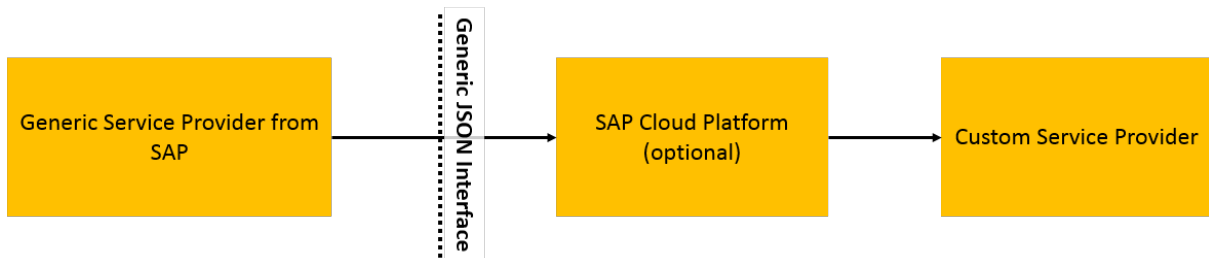 Generic Service Provider from
SAP
Generic JSON Interface
SAP Cloud Platform
(optional)
Custom Service Provider